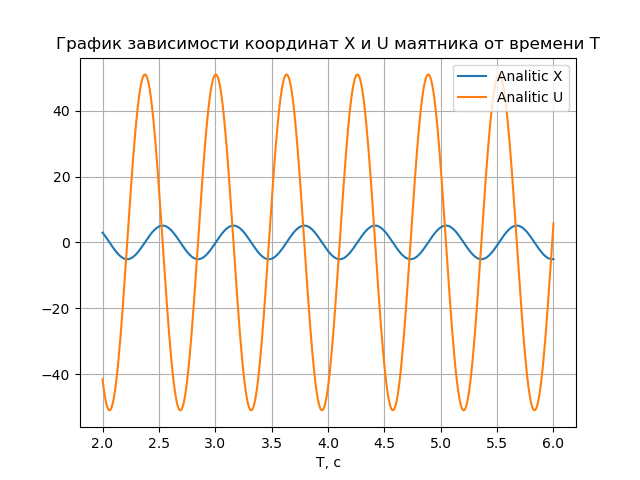 График зависимости координат X и U маятника от времени T
Analitic X
Analitic U
40
20
0
−20
−40
2.0 2.5 3.0 3.5 4.0 4.5 5.0 5.5 6.0
T, с